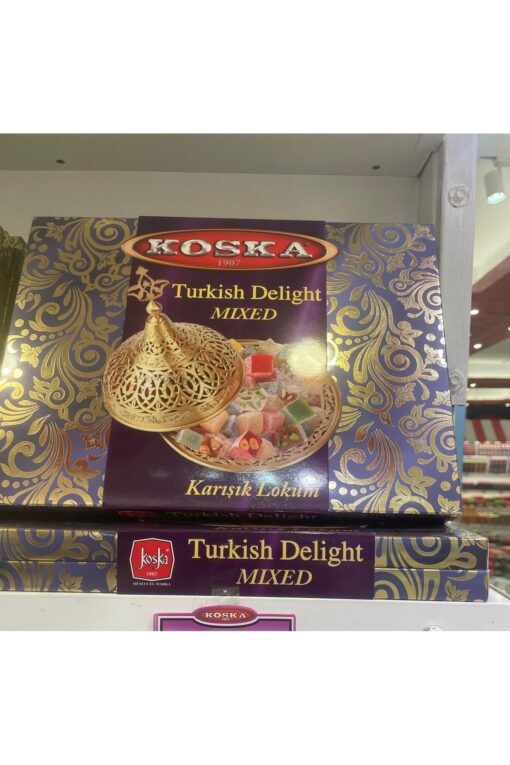 KOSKA
1907
Turkish Delight
MIXED
Karışık Lokum
Koska
1907
Turkish Delight
MIXED
KOSKA